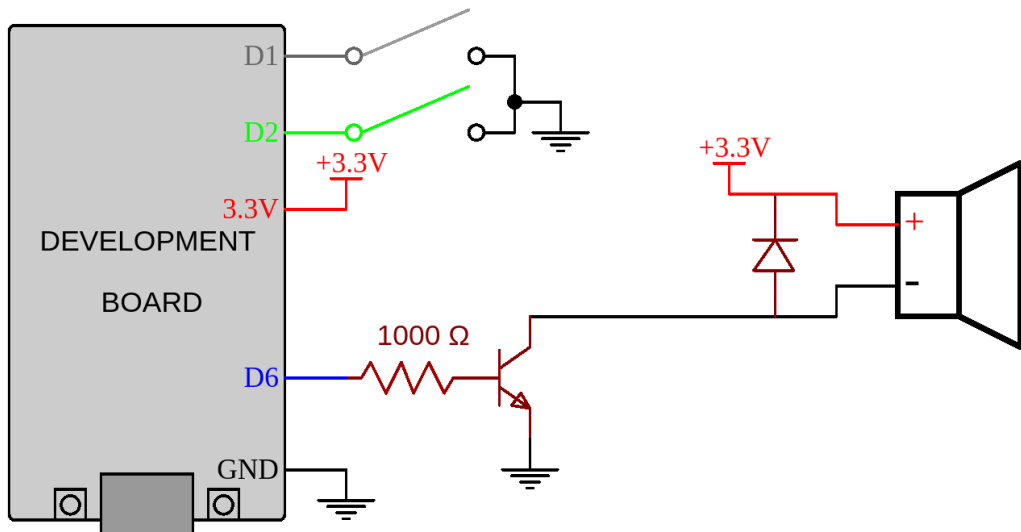 D1
D2
+3.3V
3.3V
DEVELOPMENT
BOARD
D6
GND
1000 Ω
+3.3V
+
-